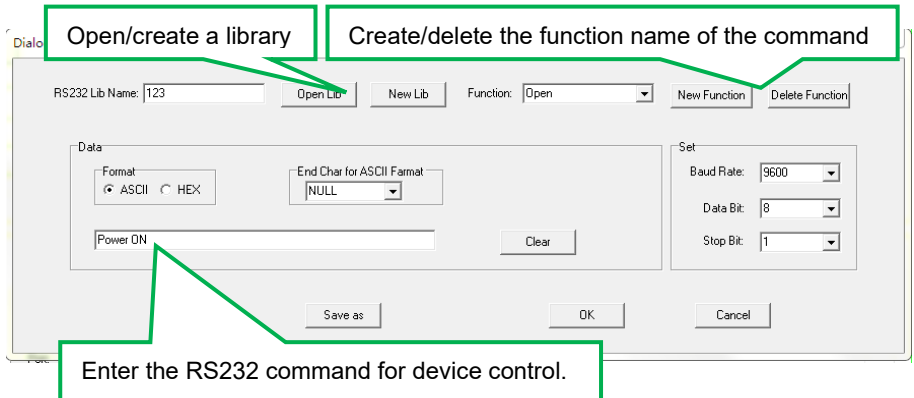 Open/create a library
Create/delete the function name of the command
Dialo
RS232 Lib Name: 123 Open Lib New Lib Function: Open New Function Delete Function
Data
Format
ASCII HEX
End Char for ASCII Farmat
NULL
Power ON
Clear
Set
Baud Rate: 9600
Data Bit: 8
Stop Bit: 1
Save as OK Cancel
Enter the RS232 command for device control.